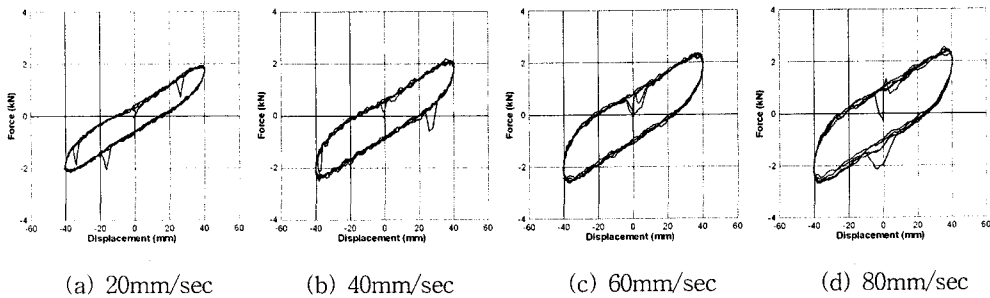 4
2
0
-2
-4
Force (kN)
-60 -40 -20 0 20 40 60
Displacement (mm)
(a) 20mm/sec
4
2
0
-2
-4
Force (kN)
-60 -40 -20 0 20 40 60
Displacement (mm)
(b) 40mm/sec
4
2
0
-2
-4
Force (kN)
-60 -40 -20 0 20 40 60
Displacement (mm)
(c) 60mm/sec
4
2
0
-2
-4
Force (kN)
-60 -40 -20 0 20 40 60
Displacement (mm)
(d) 80mm/sec